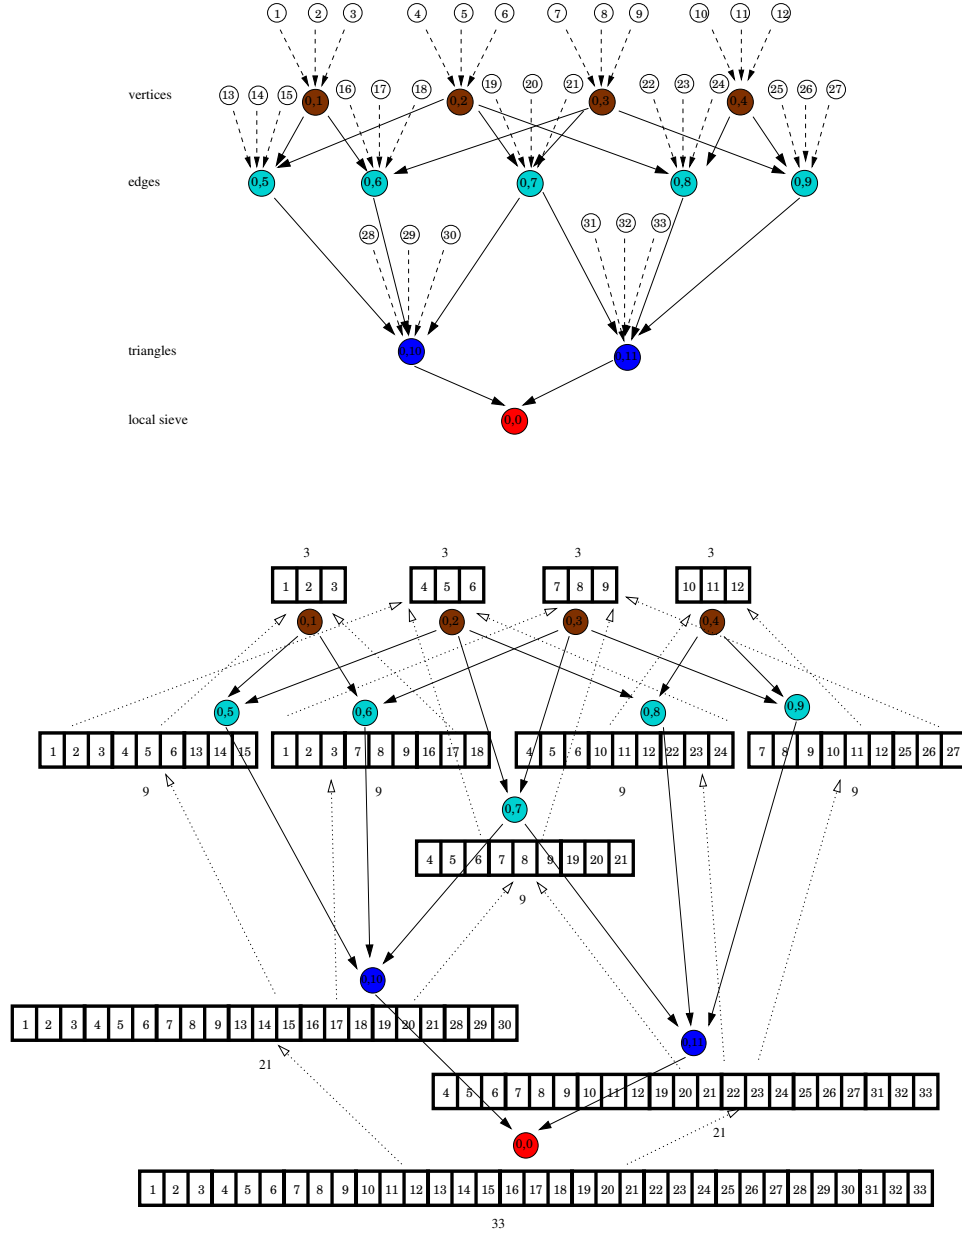 1 2 3 4 5 6 7 8 9 10 11 12
vertices 13 14 15 0,1 16 17 18 0,2 19 20 21 0,3 22 23 24 0,4 25 26 27
edges 0,5 0,6 0,7 0,8 0,9
28 29 30 31 32 33
triangles 0,10 0,11
local sieve 0,0
3 3 3 3
1 2 3 4 5 6 7 8 9 10 11 12
0,1 0,2 0,3 0,4
0,5 0,6 0,8 0,9
1 2 3 4 5 6 13 14 15 1 2 3 7 8 9 16 17 18 4 5 6 10 11 12 22 23 24 7 8 9 10 11 12 25 26 27
9 9 9 9
0,7
4 5 6 7 8 9 19 20 21
9
0,10
1 2 3 4 5 6 7 8 9 13 14 15 16 17 18 19 20 21 28 29 30
0,11
21
4 5 6 7 8 9 10 11 12 19 20 21 22 23 24 25 26 27 31 32 33
21
0,0
1 2 3 4 5 6 7 8 9 10 11 12 13 14 15 16 17 18 19 20 21 22 23 24 25 26 27 28 29 30 31 32 33
33